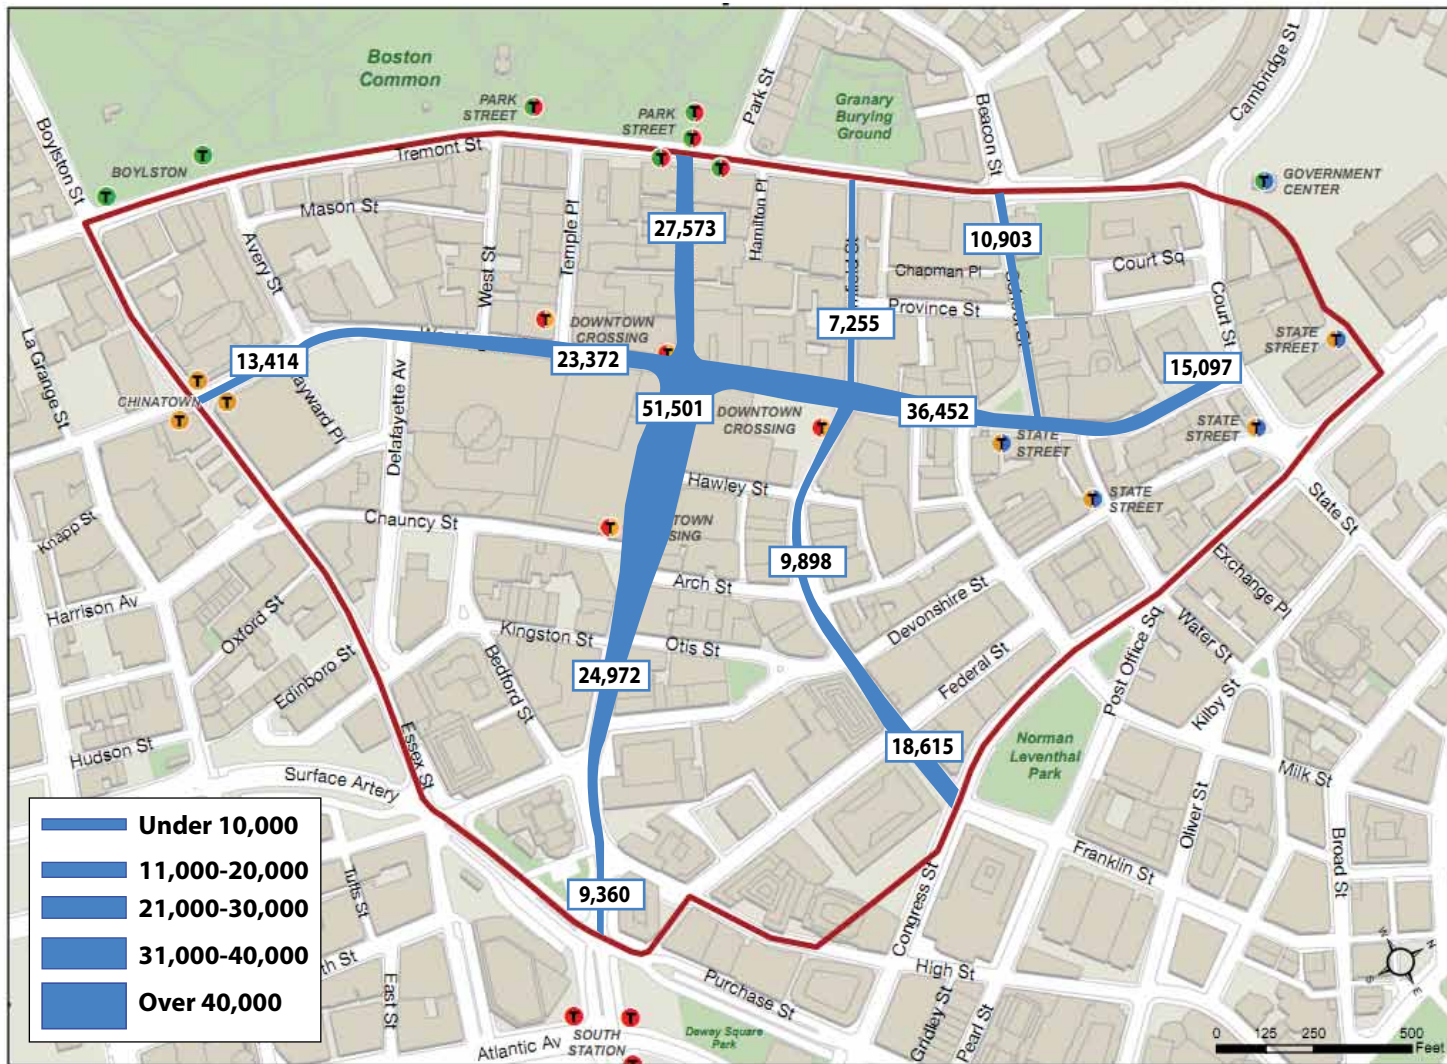 Boston
Common
PARK
STREET
PARK
STREET
Park St
Granary
Burying
Ground
Beacon St
Cambridge St
Boylston St
BOYLSTON
Tremont St
GOVERNMENT
CENTER
Mason St
Avery St
West St
Temple Pl
27,573
Hamilton Pl
10,903
Chapman Pl
Court Sq
Province St
Court St
La Grange St
DOWNTOWN
CROSSING
7,255
STATE
STREET
13,414
23,372
15,097
CHINATOWN
Delafayette Av
51,501
DOWNTOWN
CROSSING
36,452
STATE
STREET
STATE
STREET
Hawley St
STATE
STREET
State St
Knapp St
Chauncy St
9,898
Exchange Pl
Harrison Av
Oxford St
Arch St
Devonshire St
Water St
Kingston St
Otis St
Post Office Sq
Edinboro St
Bedford St
24,972
Federal St
Kilby St
Hudson St
Essex St
18,615
Norman
Leventhal
Park
Milk St
Surface Artery
Oliver St
Broad St
Under 10,000
11,000-20,000
21,000-30,000
31,000-40,000
Over 40,000
Tufts St
Franklin St
9,360
Congress St
th St
East St
High St
Purchase St
Gridley St
Pearl St
SOUTH
STATION
Atlantic Av
Dewey Square
Park
W
N
S
E
0 125 250 500
Feet